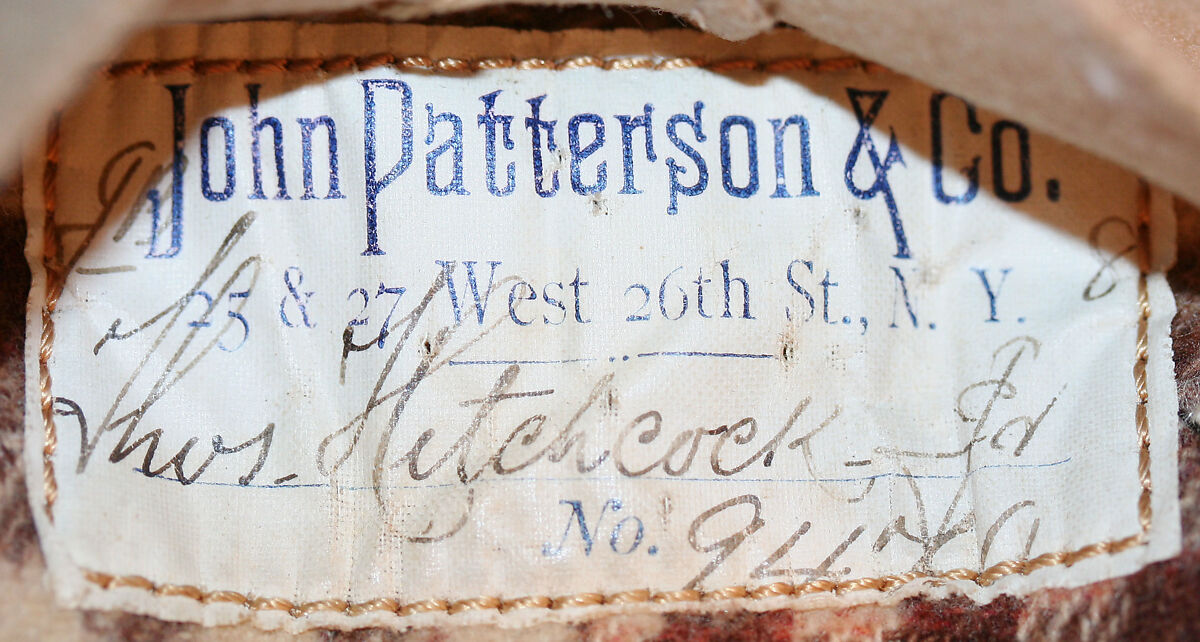 John Patterson & Co.
25 & 27 West 26th St., N. Y.
Thos. Hitchcock - Jr
No.